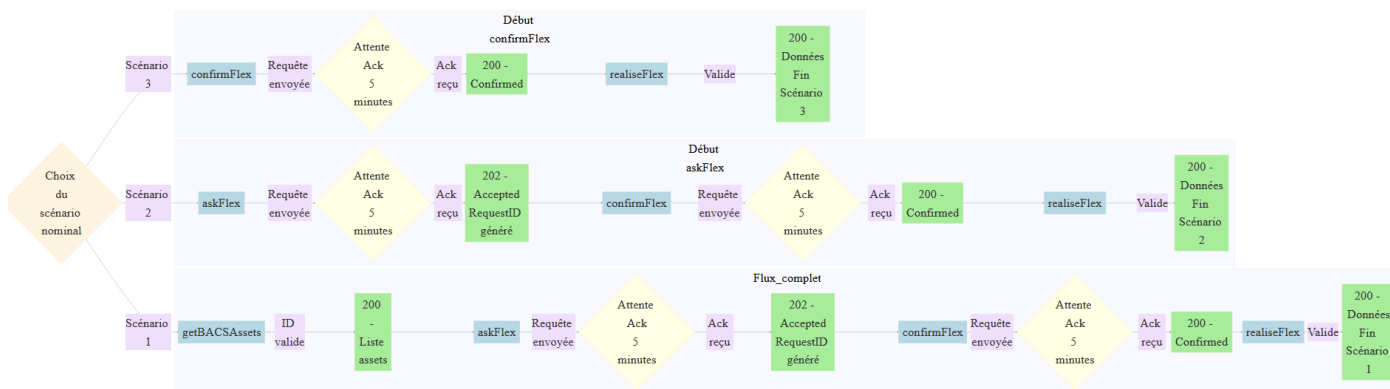 Début
confirmFlex
Scénario
3
confirmFlex
Requête
envoyée
Attente
Ack
5
minutes
Ack
reçu
200 -
Confirmed
realiseFlex
Valide
200 -
Données
Fin
Scénario
3
Choix
du
scénario
nominal
Début
askFlex
Scénario
2
askFlex
Requête
envoyée
Attente
Ack
5
minutes
Ack
reçu
202 -
Accepted
RequestID
généré
confirmFlex
Requête
envoyée
Attente
Ack
5
minutes
Ack
reçu
200 -
Confirmed
realiseFlex
Valide
200 -
Données
Fin
Scénario
2
Flux_complet
Scénario
1
getBACSAssets
ID
valide
200
-
Liste
assets
askFlex
Requête
envoyée
Attente
Ack
5
minutes
Ack
reçu
202 -
Accepted
RequestID
généré
confirmFlex
Requête
envoyée
Attente
Ack
5
minutes
Ack
reçu
200 -
Confirmed
realiseFlex
Valide
200 -
Données
Fin
Scénario
1